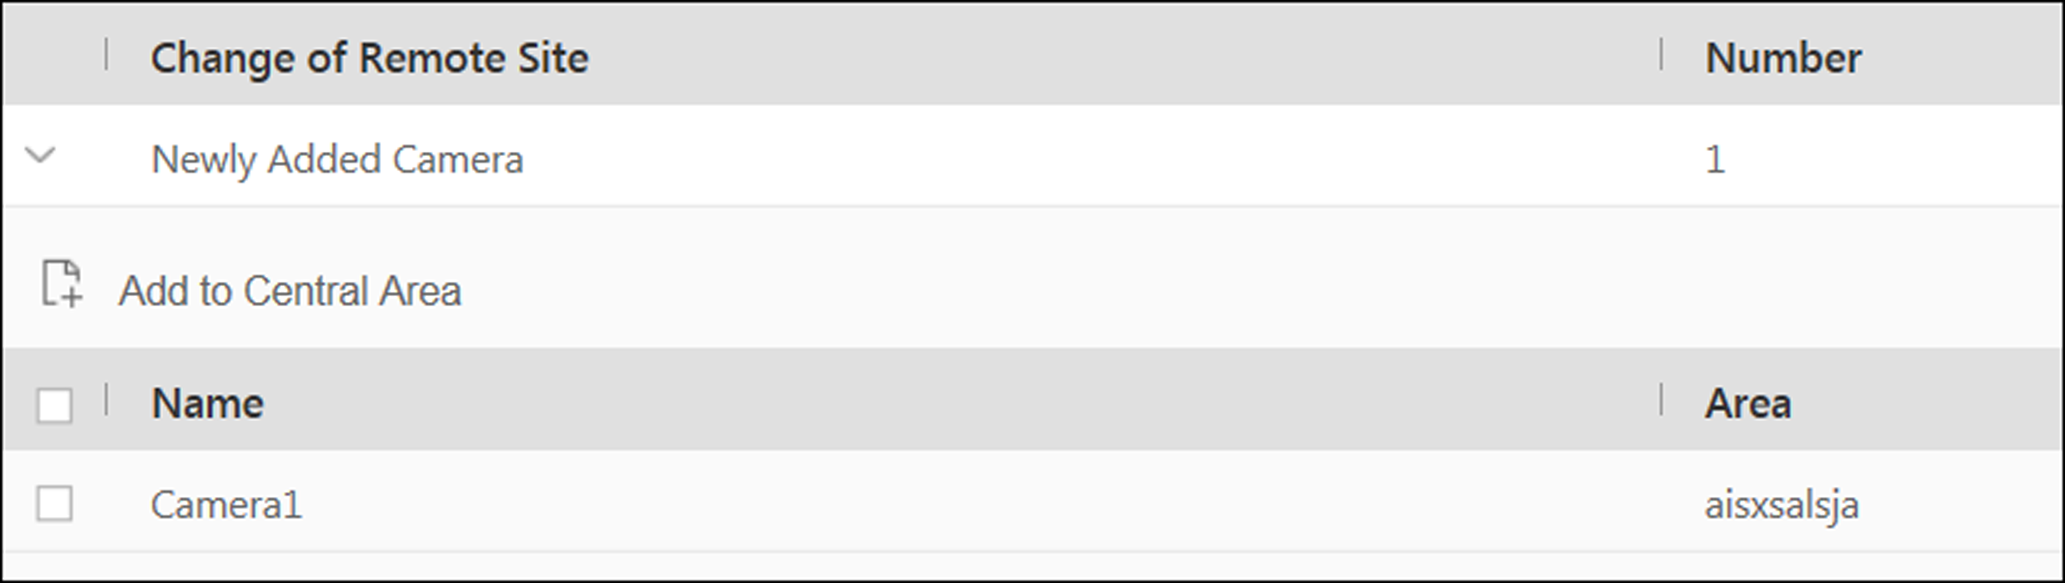 Change of Remote Site Number
Newly Added Camera 1
Add to Central Area
Name Area
Camera1 aisxsalsja